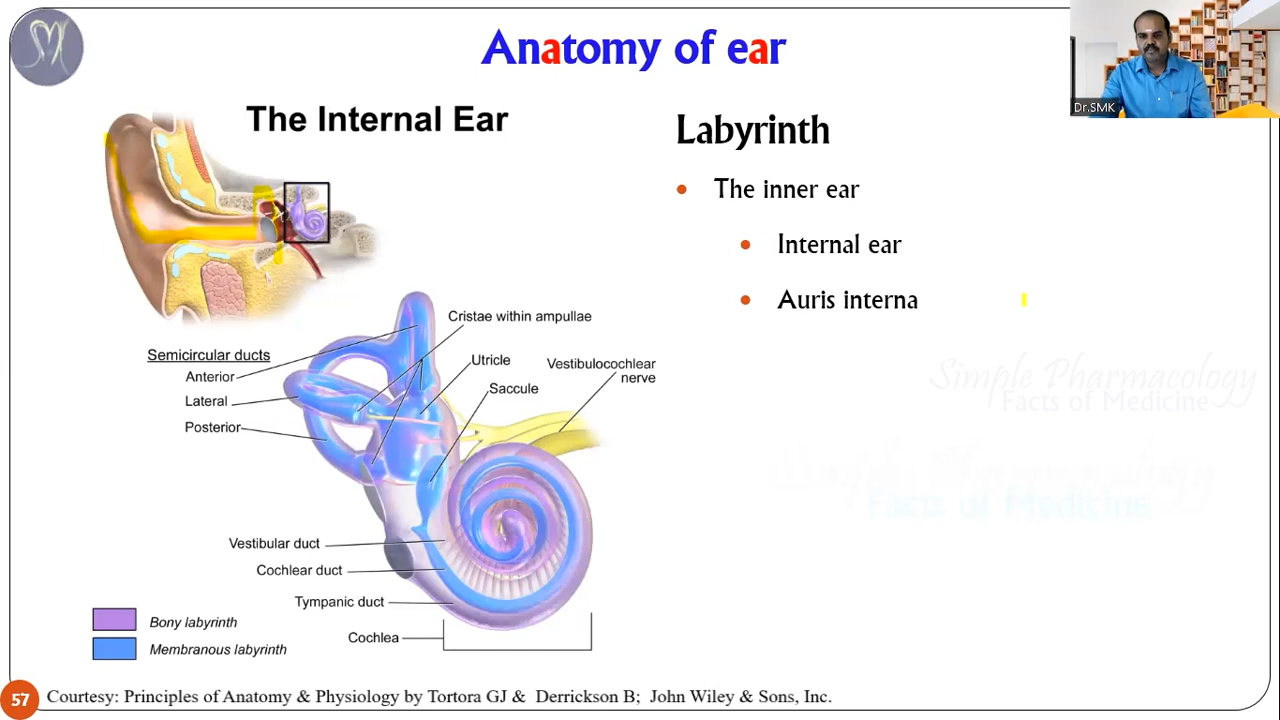 Anatomy of ear
Dr.SMK
The Internal Ear
Labyrinth
The inner ear
Internal ear
Auris interna
Cristae within ampullae
Semicircular ducts
Anterior
Lateral
Posterior
Utricle
Saccule
Vestibulocochlear
nerve
Simple Pharmacology
Facts of Medicine
Facts of Medicine
Vestibular duct
Cochlear duct
Tympanic duct
Cochlea
Bony labyrinth
Membranous labyrinth
57
Courtesy: Principles of Anatomy & Physiology by Tortora GJ & Derrickson B; John Wiley & Sons, Inc.